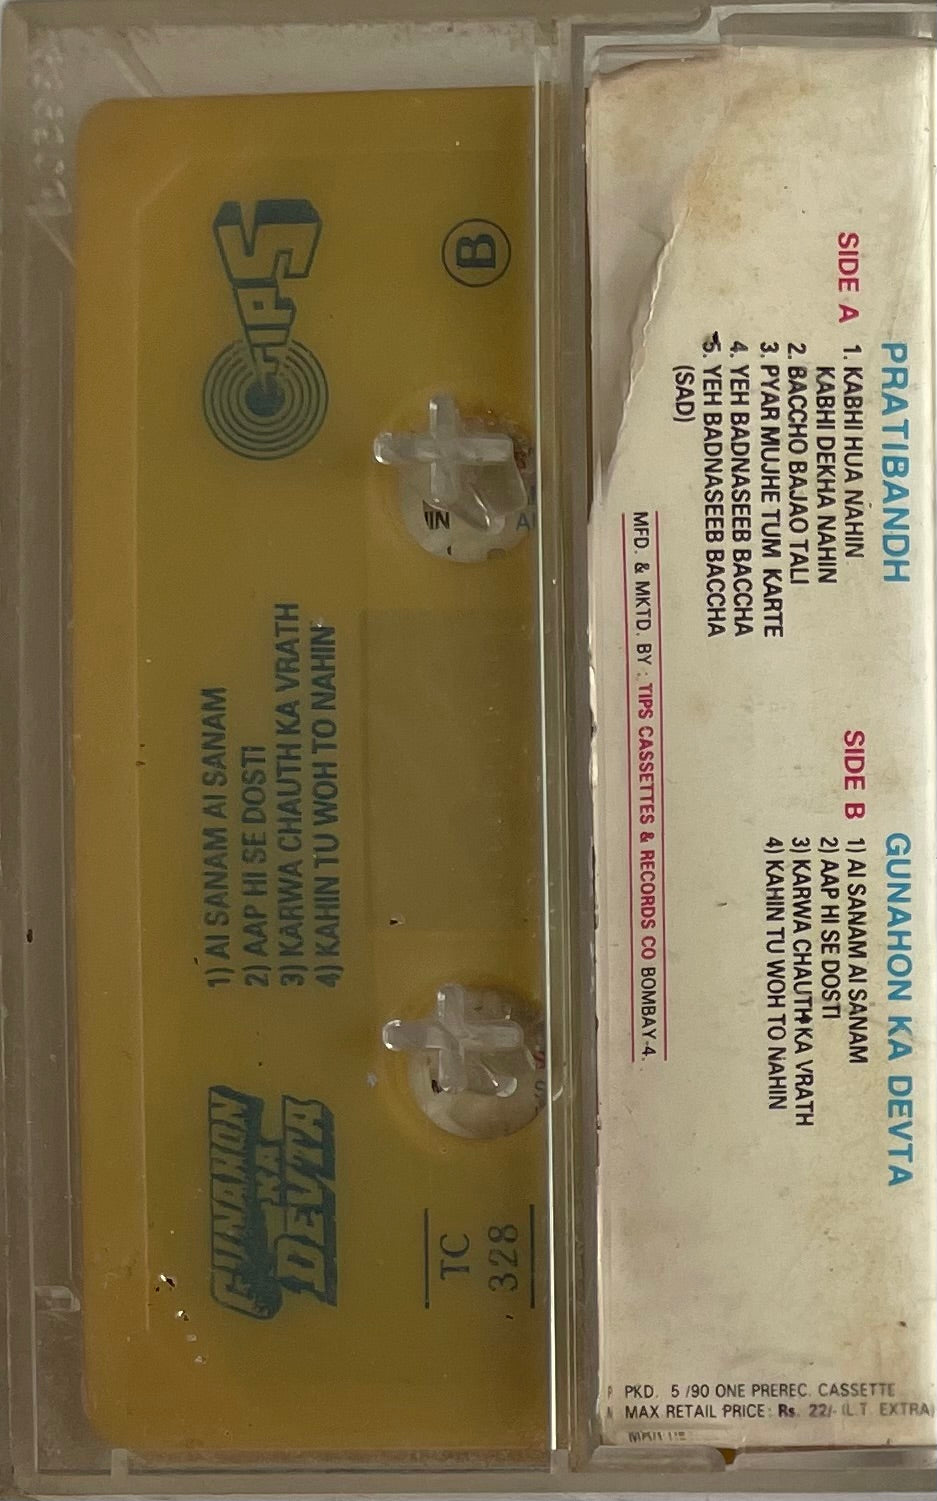 PRATIBANDH
SIDE A
1. KABHI HUA NAHIN
KABHI DEKHA NAHIN
2. BACCHO BAJAO TALI
3. PYAR MUJHE TUM KARTE
4. YEH BADNASEEB BACCHA
5. YEH BADNASEEB BACCHA
(SAD)
GUNAHON KA DEVTA
SIDE B
1) AI SANAM AI SANAM
2) AAP HI SE DOSTI
3) KARWA CHAUTH KA VRATH
4) KAHIN TU WOH TO NAHIN
MFD. & MKTD. BY : TIPS CASSETTES & RECORDS CO BOMBAY-4.
PKD. 5 /90 ONE PREREC. CASSETTE
MAX RETAIL PRICE: Rs. 22/- (L.T. EXTRA)
TIPS
B
1) AI SANAM AI SANAM
2) AAP HI SE DOSTI
3) KARWA CHAUTH KA VRATH
4) KAHIN TU WOH TO NAHIN
GUNAHON
KA
DEVTA
TC
328